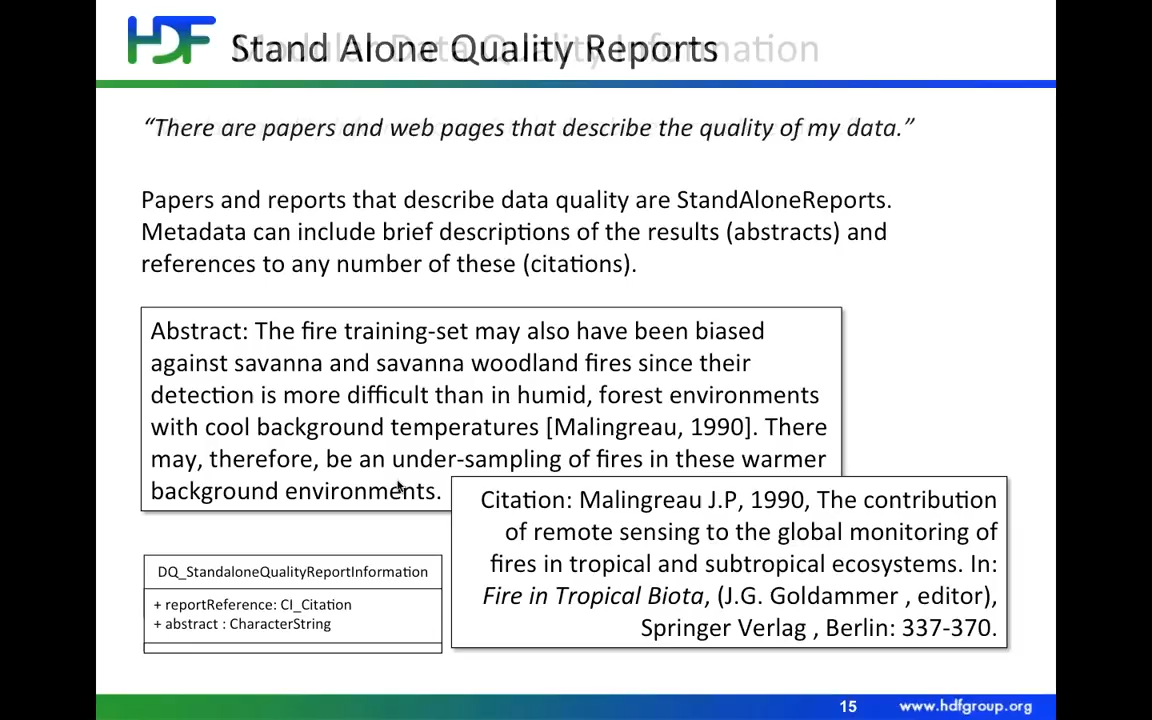 HDF
Stand Alone Quality Reports
“There are papers and web pages that describe the quality of my data.”
Papers and reports that describe data quality are StandAloneReports.
Metadata can include brief descriptions of the results (abstracts) and
references to any number of these (citations).
Abstract: The fire training-set may also have been biased
against savanna and savanna woodland fires since their
detection is more difficult than in humid, forest environments
with cool background temperatures [Malingreau, 1990]. There
may, therefore, be an under-sampling of fires in these warmer
background environments.
Citation: Malingreau J.P, 1990, The contribution
of remote sensing to the global monitoring of
fires in tropical and subtropical ecosystems. In:
Fire in Tropical Biota, (J.G. Goldammer , editor),
Springer Verlag , Berlin: 337-370.
DQ_StandaloneQualityReportInformation
+ reportReference: CI_Citation
+ abstract : CharacterString
15
www.hdfgroup.org